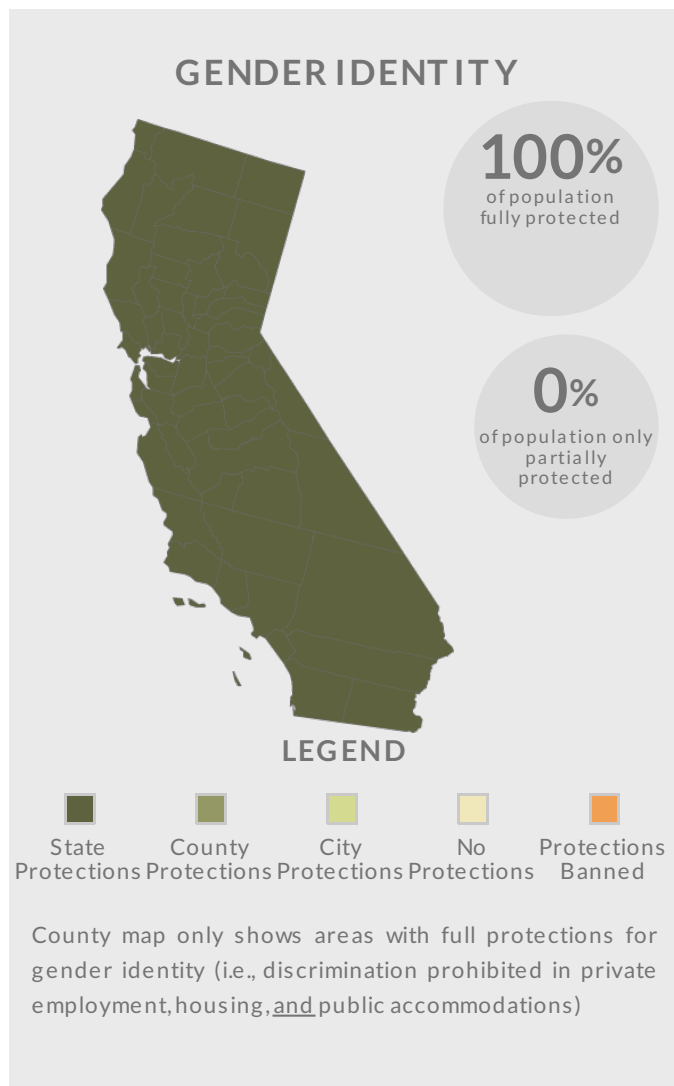 GENDER IDENTITY
100%
of population
fully protected
0%
of population only
partially
protected
LEGEND
State
Protections
County
Protections
City
Protections
No
Protections
Protections
Banned
County map only shows areas with full protections for
gender identity (i.e., discrimination prohibited in private
employment, housing, and public accommodations)